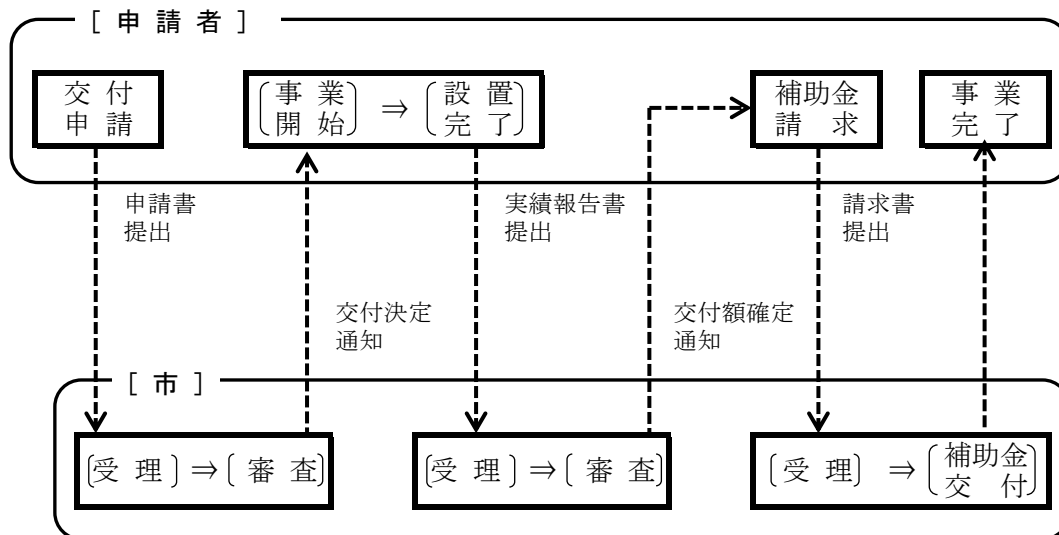 [ 申 請 者 ]
交 付
申 請
事 業
開 始
⇒
設 置
完 了
補助金
請 求
事 業
完 了
申請書
提出
実績報告書
提出
請求書
提出
交付決定
通知
交付額確定
通知
[ 市 ]
(受 理) ⇒ (審 査)
(受 理) ⇒ (審 査)
(受 理) ⇒
補助金
交 付